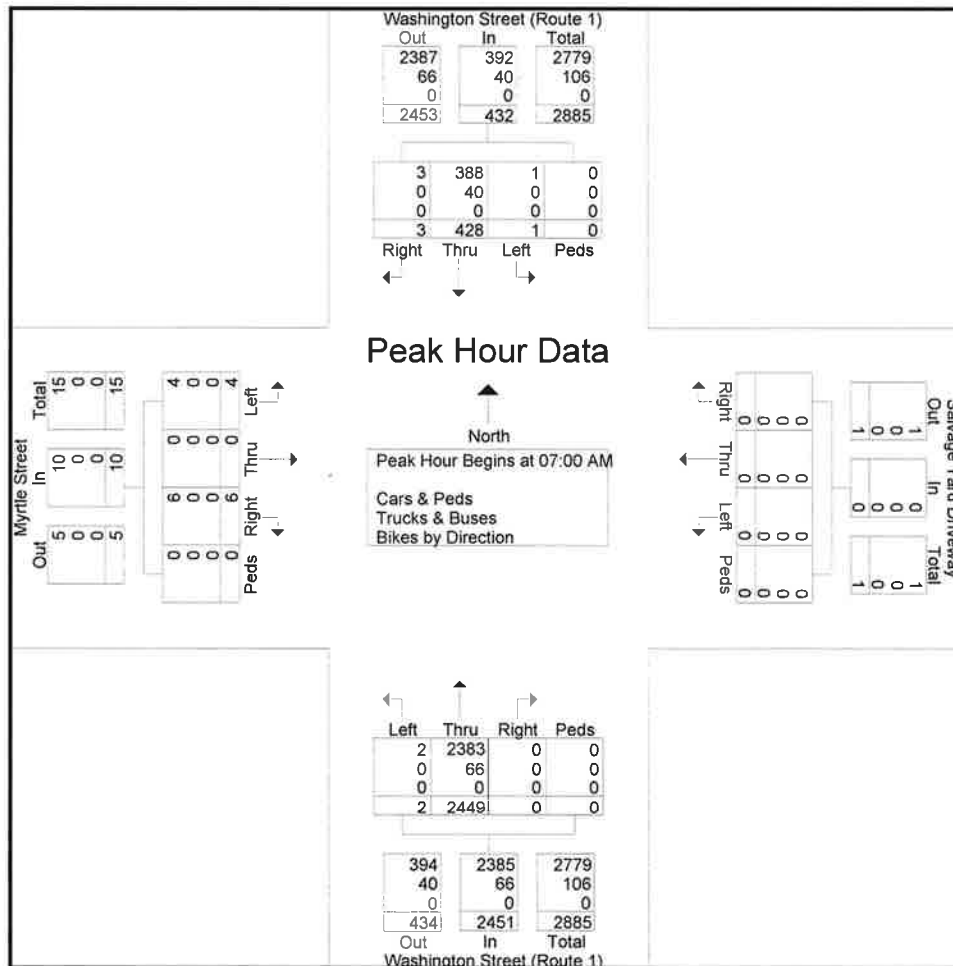 Washington Street (Route 1)
Out In Total
2387 392 2779
66 40 106
0 0 0
2453 432 2885
3 388 1 0
0 40 0 0
0 0 0 0
3 428 1 0
Right Thru Left Peds
Peak Hour Data
North
Peak Hour Begins at 07:00 AM
Cars & Peds
Trucks & Buses
Bikes by Direction
Myrtle Street
Out In Total
5 10 15
0 0 0
0 0 0
5 10 15
4 0 0 4
0 0 0 0
6 0 0 6
0 0 0 0
Left Thru Right Peds
Right Thru Left Peds
0 0 0 0
0 0 0 0
0 0 0 0
0 0 0 0
Out In Total
1 0 1
0 0 0
0 0 0
1 0 1
Driveway
Left Thru Right Peds
2 2383 0 0
0 66 0 0
0 0 0 0
2 2449 0 0
394 2385 2779
40 66 106
0 0 0
434 2451 2885
Out In Total
Washington Street (Route 1)